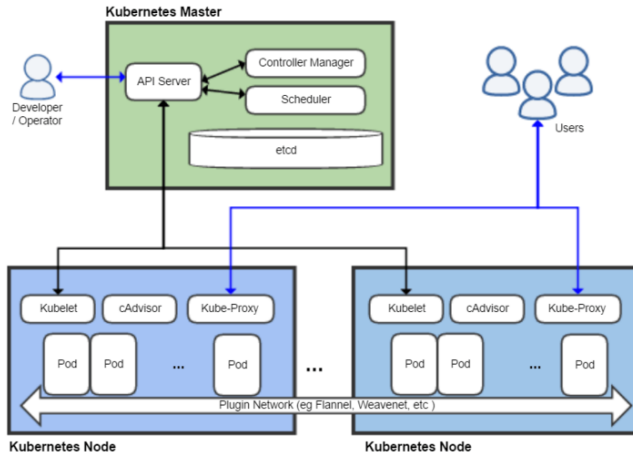 Kubernetes Master
API Server
Controller Manager
Scheduler
etcd
Developer
/ Operator
Users
Kubelet
cAdvisor
Kube-Proxy
Pod
Pod
...
Pod
...
Kubelet
cAdvisor
Kube-Proxy
Pod
Pod
...
Pod
Plugin Network (eg Flannel, Weavenet, etc )
Kubernetes Node
Kubernetes Node